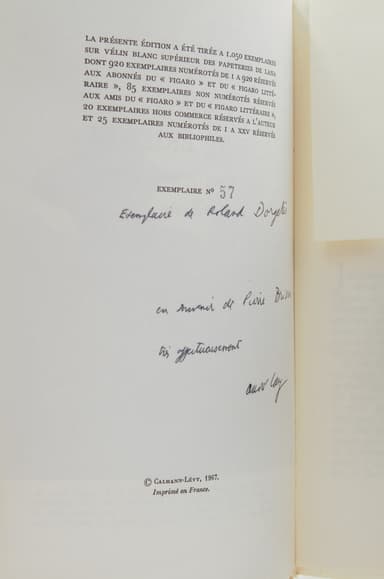 LA PRÉSENTE ÉDITION A ÉTÉ TIRÉE A 1.050 EXEMPLAIRES
SUR VÉLIN BLANC SUPÉRIEUR DES PAPETERIES DE LANA
DONT 920 EXEMPLAIRES NUMÉROTÉS DE 1 A 920 RÉSERVÉS
AUX ABONNÉS DU « FIGARO » ET DU « FIGARO LITTÉ-
RAIRE », 85 EXEMPLAIRES NON NUMÉROTÉS RÉSERVÉS
AUX AMIS DU « FIGARO » ET DU « FIGARO LITTÉRAIRE »,
20 EXEMPLAIRES HORS COMMERCE RÉSERVÉS A L'AUTEUR
ET 25 EXEMPLAIRES NUMÉROTÉS DE I A XXV RÉSERVÉS
AUX BIBLIOPHILES.
EXEMPLAIRE Nº 57
Exemplaire de Roland Dorgelès
en souvenir de Pierre
très affectueusement
© CALMANN-LÉVY, 1967.
Imprimé en France.